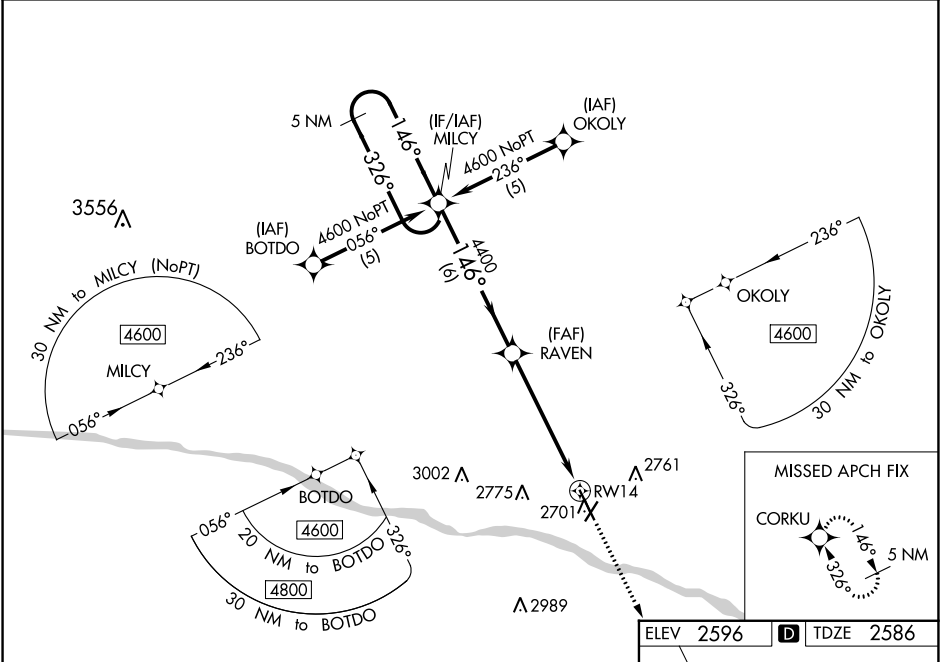 5 NM
146°
326°
(IF/IAF)
MILCY
(IAF)
OKOLY
4600 NoPT
236°
(5)
3556
(IAF)
BOTDO
4600 NoPT
056°
(5)
4400
146°
(6)
(FAF)
RAVEN
30 NM to MILCY (NoPT)
4600
MILCY
236°
056°
236°
OKOLY
4600
326°
30 NM to OKOLY
BOTDO
056°
4600
326°
20 NM to BOTDO
4800
30 NM to BOTDO
3002
2775
2761
RW14
2701
2989
MISSED APCH FIX
CORKU
146°
5 NM
326°
ELEV 2596 D TDZE 2586